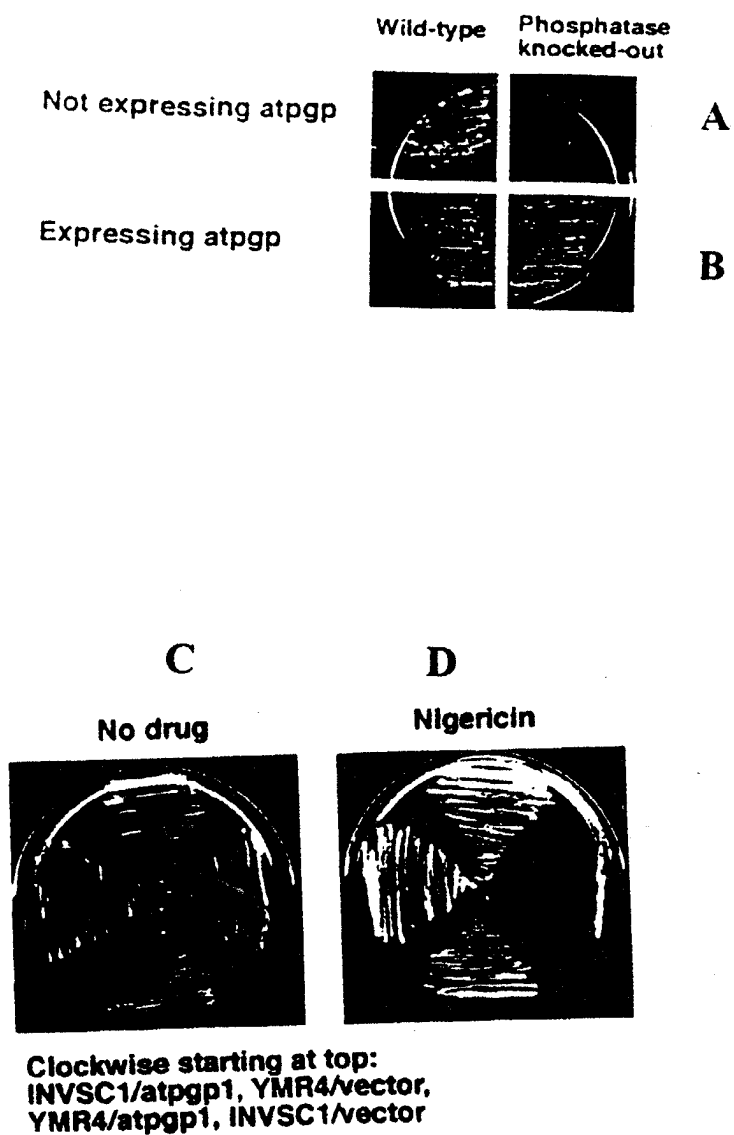 Wild-type
Phosphatase
knocked-out
Not expressing atpgp
A
Expressing atpgp
B
C
D
No drug
Nigericin
Clockwise starting at top:
INVSC1/atpgp1, YMR4/vector,
YMR4/atpgp1, INVSC1/vector